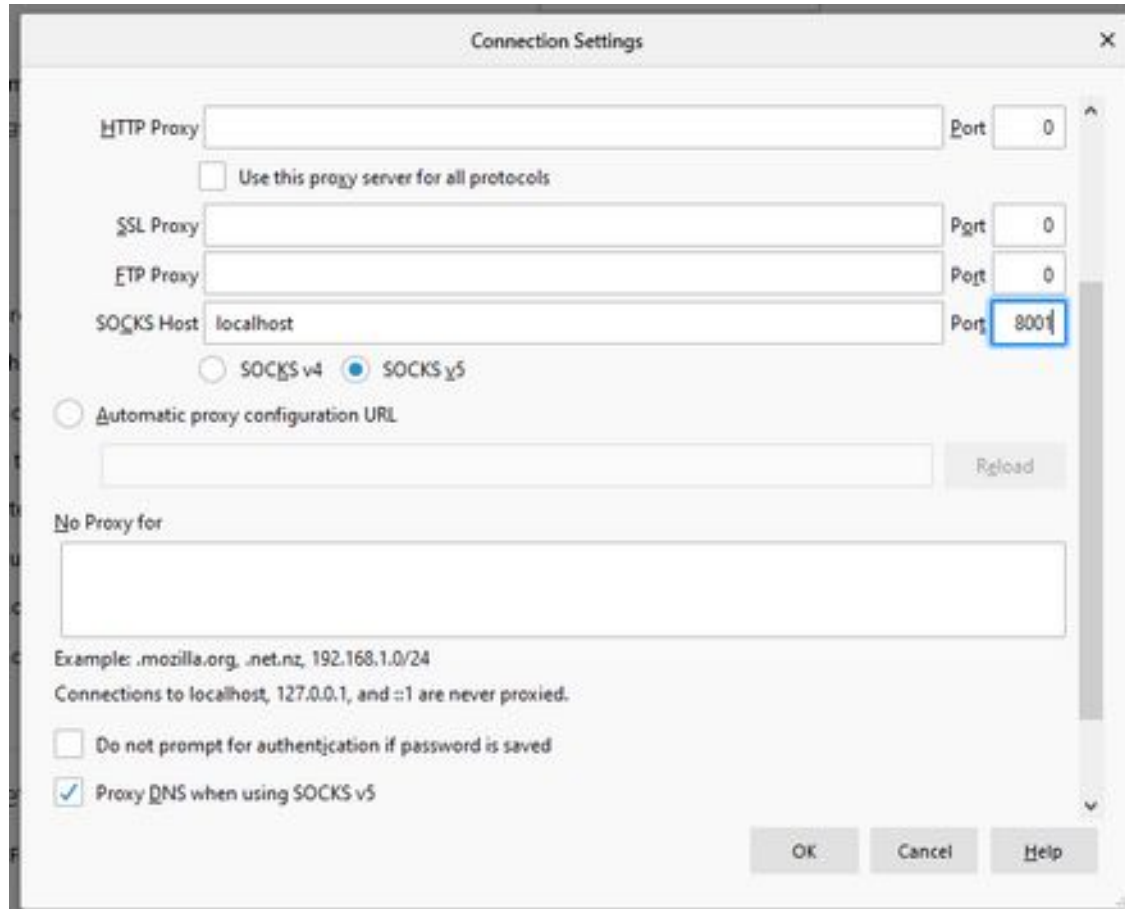 Connection Settings
HTTP Proxy Port 0
Use this proxy server for all protocols
SSL Proxy Port 0
FTP Proxy Port 0
SOCKS Host localhost Port 8001
SOCKS v4 SOCKS v5
Automatic proxy configuration URL
Reload
No Proxy for
Example: .mozilla.org, .net.nz, 192.168.1.0/24
Connections to localhost, 127.0.0.1, and ::1 are never proxied.
Do not prompt for authentication if password is saved
Proxy DNS when using SOCKS v5
OK Cancel Help